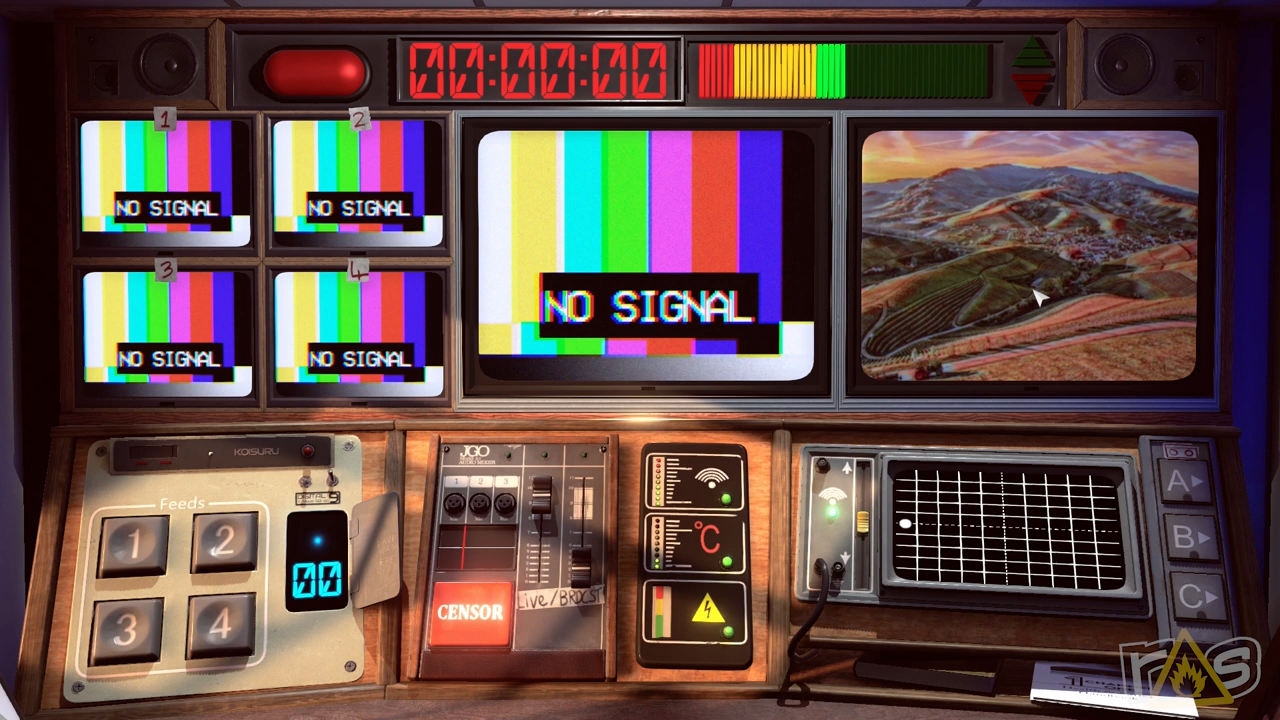 00:00:00
1
2
NO SIGNAL
NO SIGNAL
3
4
NO SIGNAL
NO SIGNAL
NO SIGNAL
KOISURU
Feeds
1
2
3
4
00
JGO
1 2 3
CENSOR
Live/BRDCST
°C
A
B
C
ras